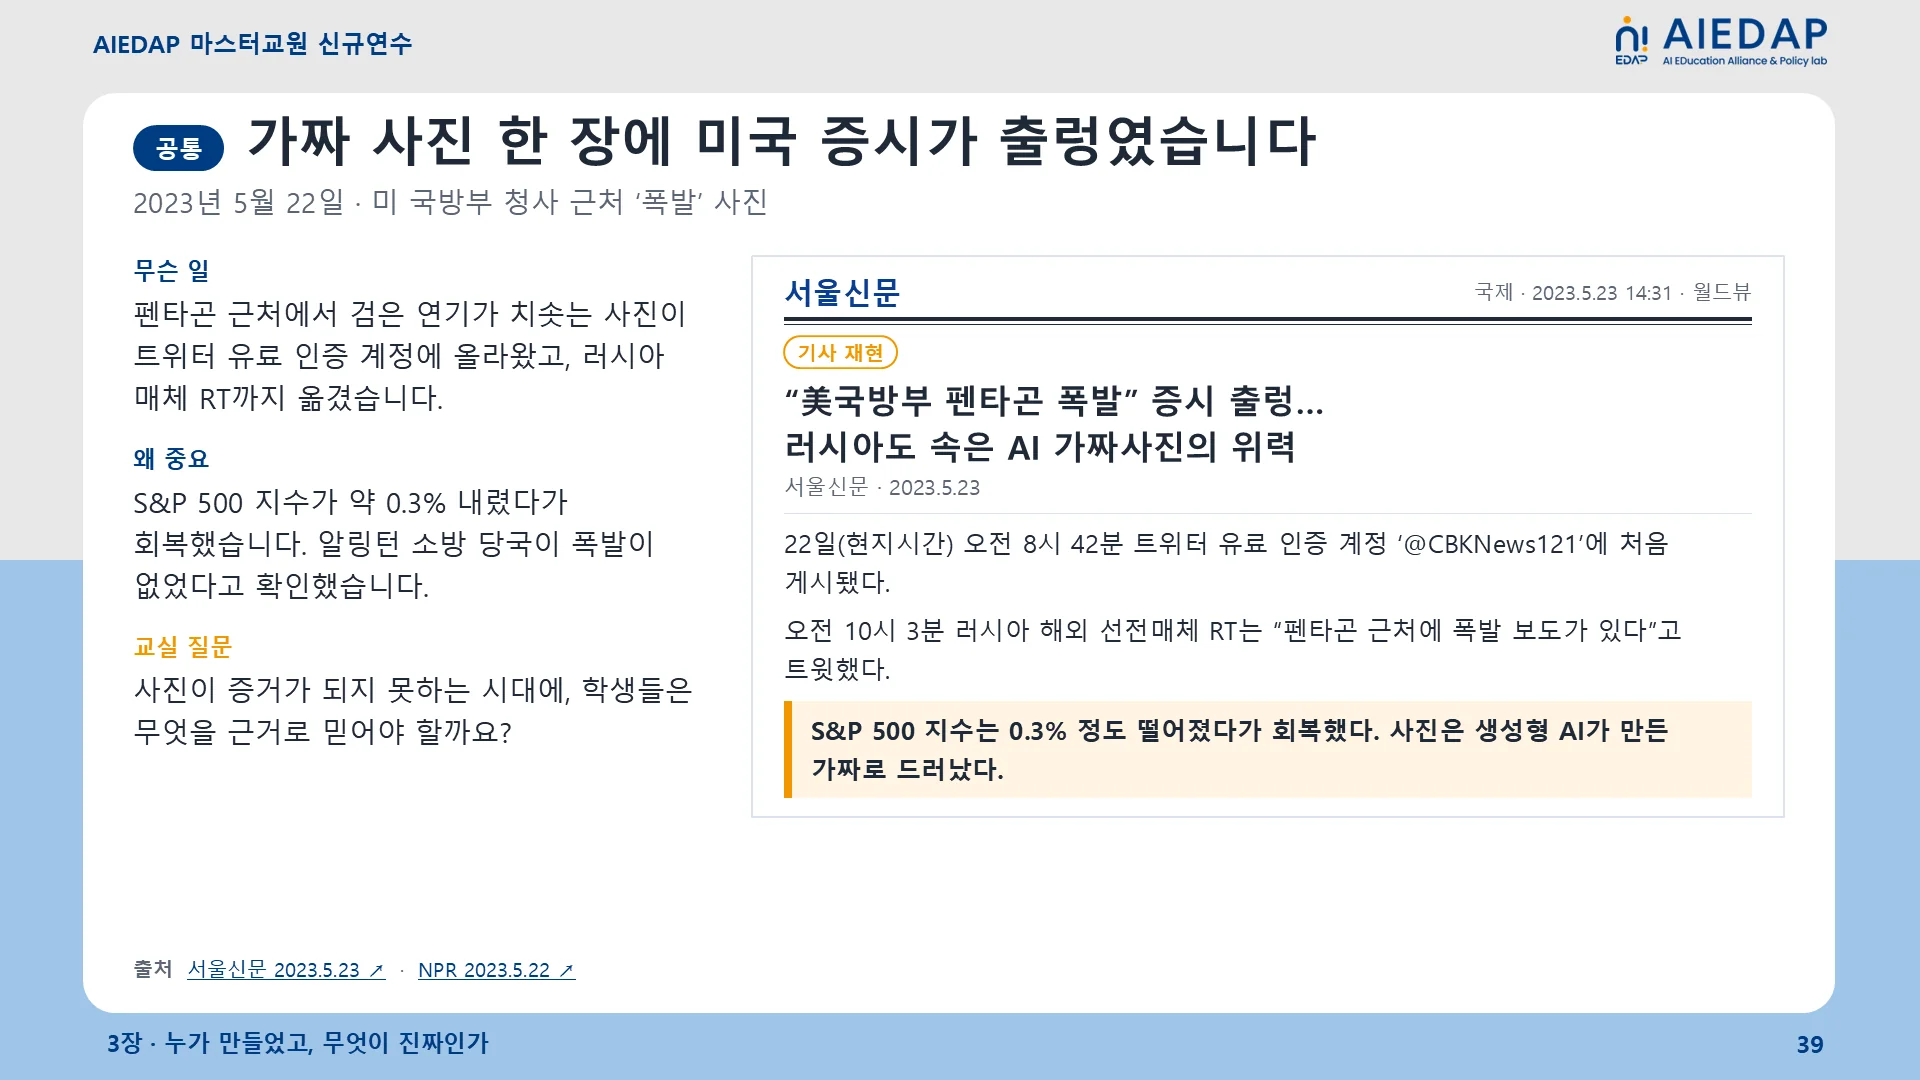 AIEDAP 마스터교원 신규연수
AIEDAP
EDAP
AI EDucation Alliance & Policy lab
공통
가짜 사진 한 장에 미국 증시가 출렁였습니다
2023년 5월 22일 · 미 국방부 청사 근처 ‘폭발’ 사진
무슨 일
펜타곤 근처에서 검은 연기가 치솟는 사진이
트위터 유료 인증 계정에 올라왔고, 러시아
매체 RT까지 옮겼습니다.
왜 중요
S&P 500 지수가 약 0.3% 내렸다가
회복했습니다. 알링턴 소방 당국이 폭발이
없었다고 확인했습니다.
교실 질문
사진이 증거가 되지 못하는 시대에, 학생들은
무엇을 근거로 믿어야 할까요?
서울신문
국제 · 2023.5.23 14:31 · 월드뷰
기사 재현
“美국방부 펜타곤 폭발” 증시 출렁…
러시아도 속은 AI 가짜사진의 위력
서울신문 · 2023.5.23
22일(현지시간) 오전 8시 42분 트위터 유료 인증 계정 ‘@CBKNews121’에 처음
게시됐다.
오전 10시 3분 러시아 해외 선전매체 RT는 “펜타곤 근처에 폭발 보도가 있다”고
트윗했다.
S&P 500 지수는 0.3% 정도 떨어졌다가 회복했다. 사진은 생성형 AI가 만든
가짜로 드러났다.
출처 서울신문 2023.5.23 ↗ · NPR 2023.5.22 ↗
3장 · 누가 만들었고, 무엇이 진짜인가
39